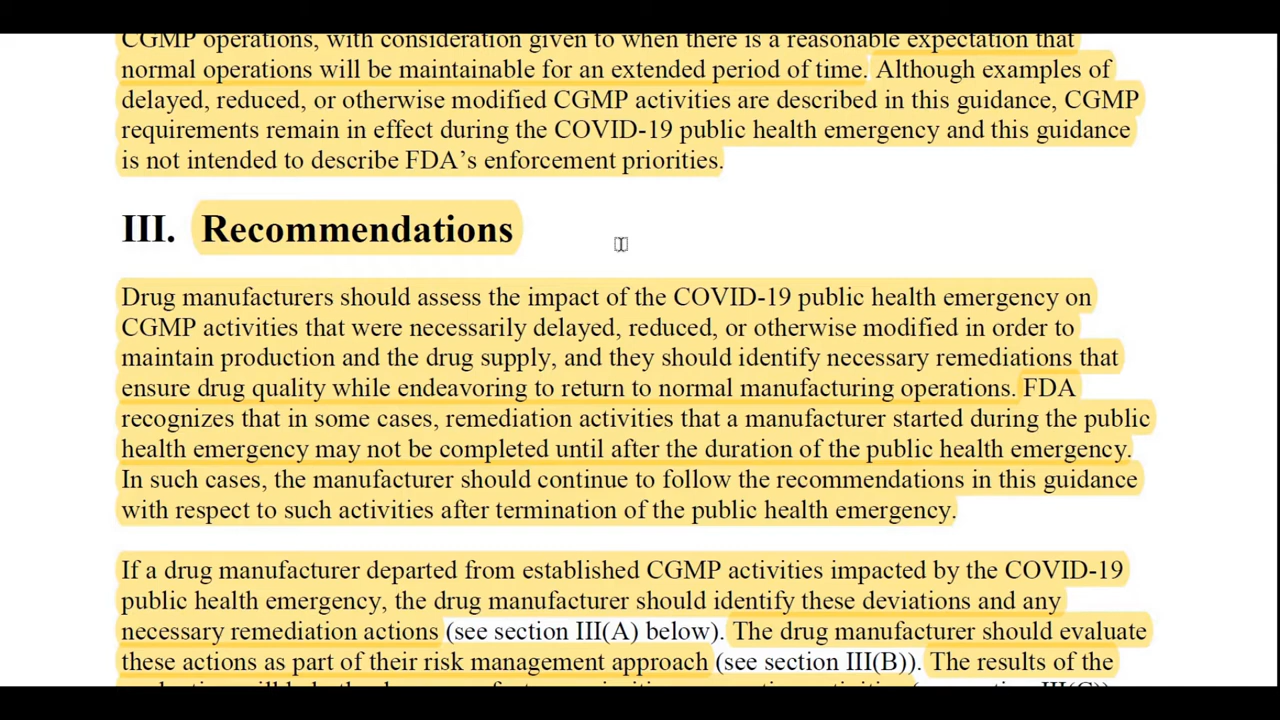 CGMP operations, with consideration given to when there is a reasonable expectation that
normal operations will be maintainable for an extended period of time. Although examples of
delayed, reduced, or otherwise modified CGMP activities are described in this guidance, CGMP
requirements remain in effect during the COVID-19 public health emergency and this guidance
is not intended to describe FDA’s enforcement priorities.
III. Recommendations
Drug manufacturers should assess the impact of the COVID-19 public health emergency on
CGMP activities that were necessarily delayed, reduced, or otherwise modified in order to
maintain production and the drug supply, and they should identify necessary remediations that
ensure drug quality while endeavoring to return to normal manufacturing operations. FDA
recognizes that in some cases, remediation activities that a manufacturer started during the public
health emergency may not be completed until after the duration of the public health emergency.
In such cases, the manufacturer should continue to follow the recommendations in this guidance
with respect to such activities after termination of the public health emergency.
If a drug manufacturer departed from established CGMP activities impacted by the COVID-19
public health emergency, the drug manufacturer should identify these deviations and any
necessary remediation actions (see section III(A) below). The drug manufacturer should evaluate
these actions as part of their risk management approach (see section III(B)). The results of the